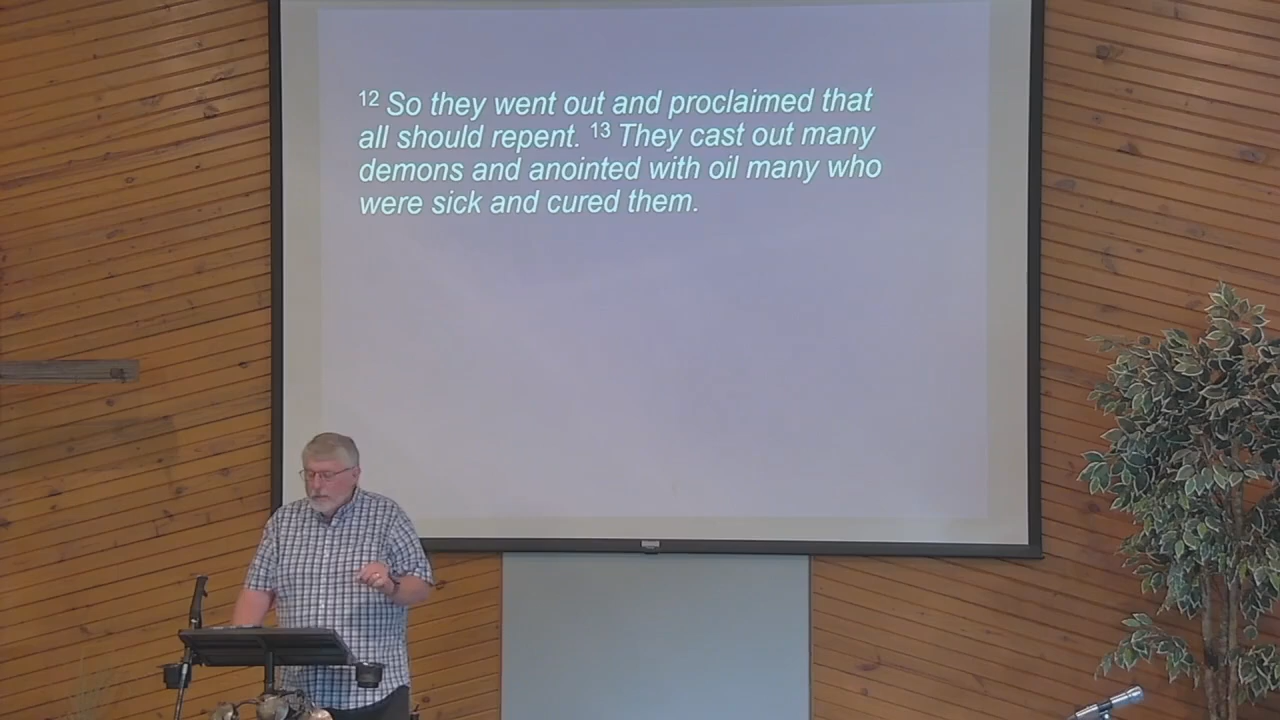 12 So they went out and proclaimed that
all should repent. 13 They cast out many
demons and anointed with oil many who
were sick and cured them.